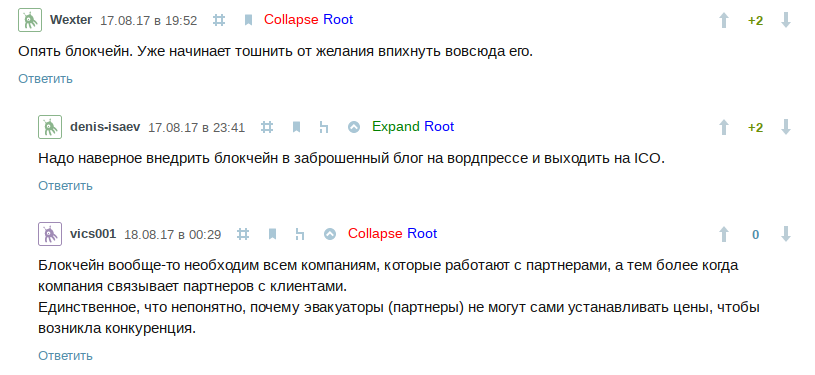 Wexter 17.08.17 в 19:52 Collapse Root +2
Опять блокчейн. Уже начинает тошнить от желания впихнуть вовсюда его.
Ответить
denis-isaev 17.08.17 в 23:41 Expand Root +2
Надо наверное внедрить блокчейн в заброшенный блог на вордпрессе и выходить на ICO.
Ответить
vics001 18.08.17 в 00:29 Collapse Root 0
Блокчейн вообще-то необходим всем компаниям, которые работают с партнерами, а тем более когда
компания связывает партнеров с клиентами.
Единственное, что непонятно, почему эвакуаторы (партнеры) не могут сами устанавливать цены, чтобы
возникла конкуренция.
Ответить